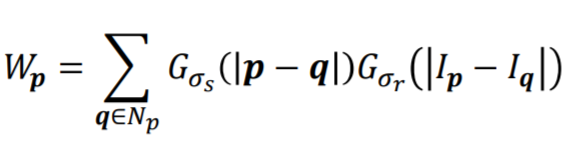 W_p = ∑_{q∈N_p} G_{σ_s}(|p − q|)G_{σ_r}(|I_p − I_q|)